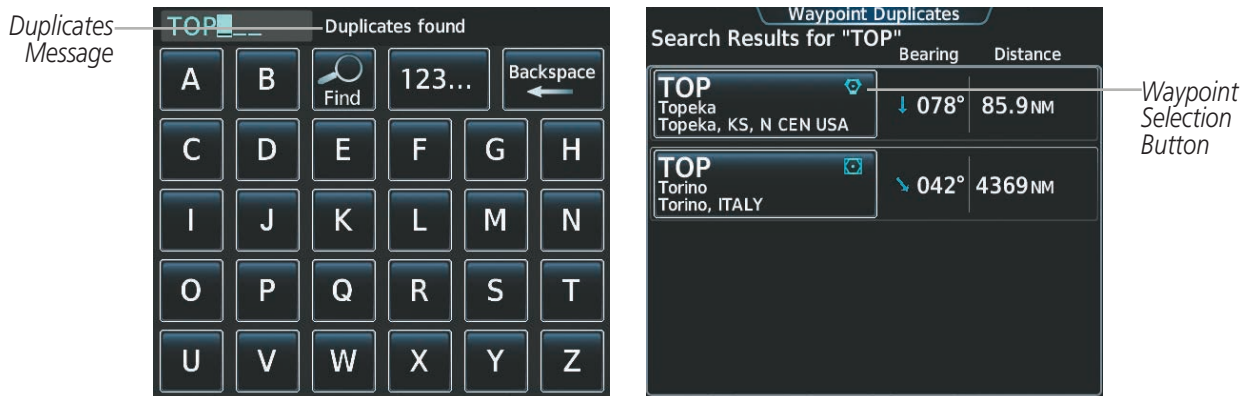 Duplicates
Message
TOP__ Duplicates found
A B Find 123... Backspace
C D E F G H
I J K L M N
O P Q R S T
U V W X Y Z
Waypoint Duplicates
Search Results for "TOP"
Bearing Distance
TOP
Topeka
Topeka, KS, N CEN USA
078° 85.9NM
TOP
Torino
Torino, ITALY
042° 4369NM
Waypoint
Selection
Button